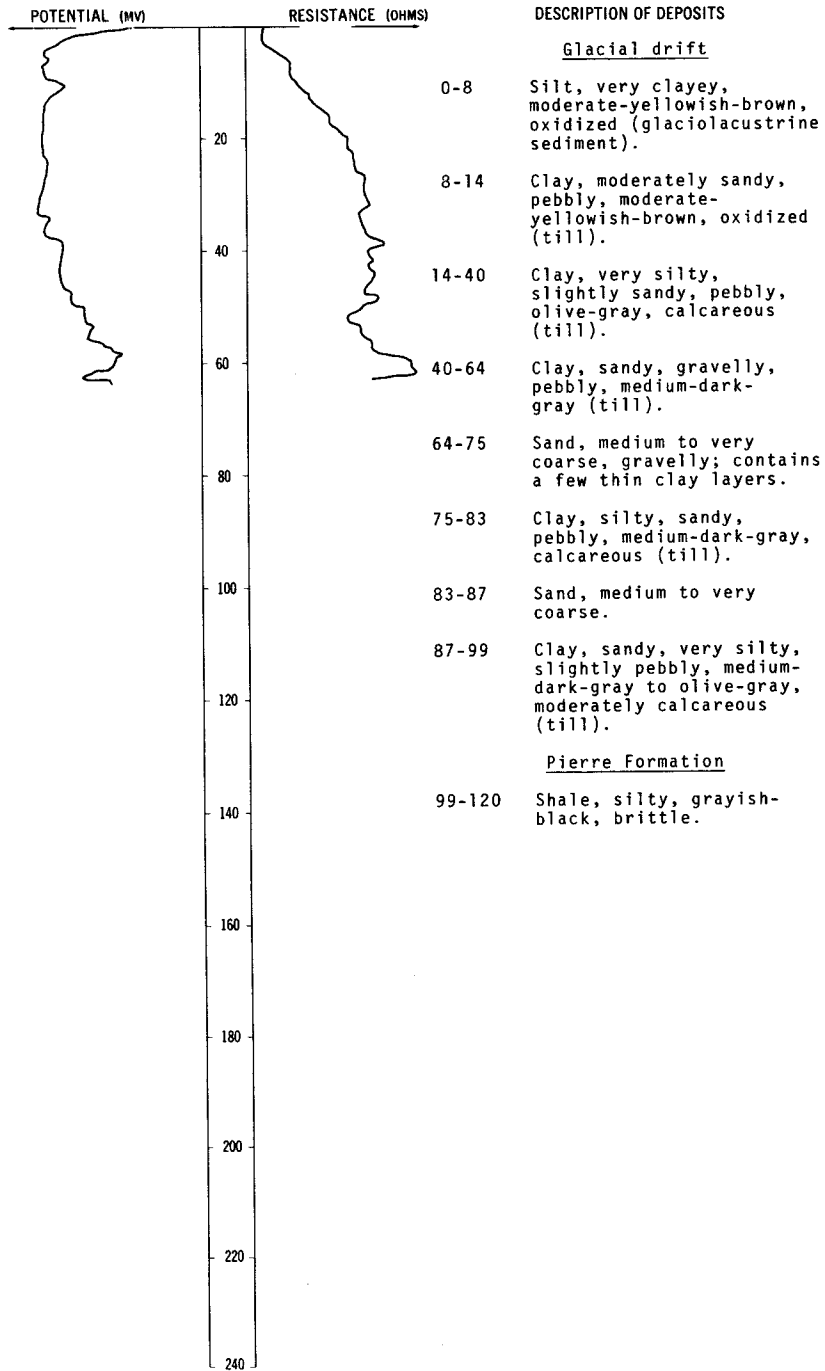 POTENTIAL (MV)
RESISTANCE (OHMS)
DESCRIPTION OF DEPOSITS
Glacial drift
0-8 Silt, very clayey,
moderate-yellowish-brown,
oxidized (glaciolacustrine
sediment).
8-14 Clay, moderately sandy,
pebbly, moderate-
yellowish-brown, oxidized
(till).
14-40 Clay, very silty,
slightly sandy, pebbly,
olive-gray, calcareous
(till).
40-64 Clay, sandy, gravelly,
pebbly, medium-dark-
gray (till).
64-75 Sand, medium to very
coarse, gravelly; contains
a few thin clay layers.
75-83 Clay, silty, sandy,
pebbly, medium-dark-gray,
calcareous (till).
83-87 Sand, medium to very
coarse.
87-99 Clay, sandy, very silty,
slightly pebbly, medium-
dark-gray to olive-gray,
moderately calcareous
(till).
Pierre Formation
99-120 Shale, silty, grayish-
black, brittle.
20
40
60
80
100
120
140
160
180
200
220
240